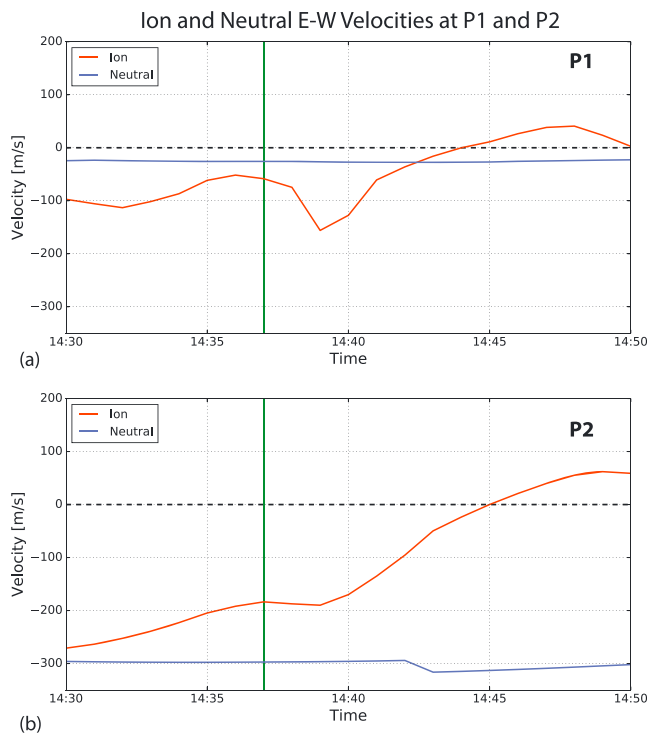 Ion and Neutral E-W Velocities at P1 and P2
200
100
0
−100
−200
−300
Velocity [m/s]
Ion
Neutral
P1
14:30
14:35
14:40
14:45
14:50
Time
(a)
200
100
0
−100
−200
−300
Velocity [m/s]
Ion
Neutral
P2
14:30
14:35
14:40
14:45
14:50
Time
(b)